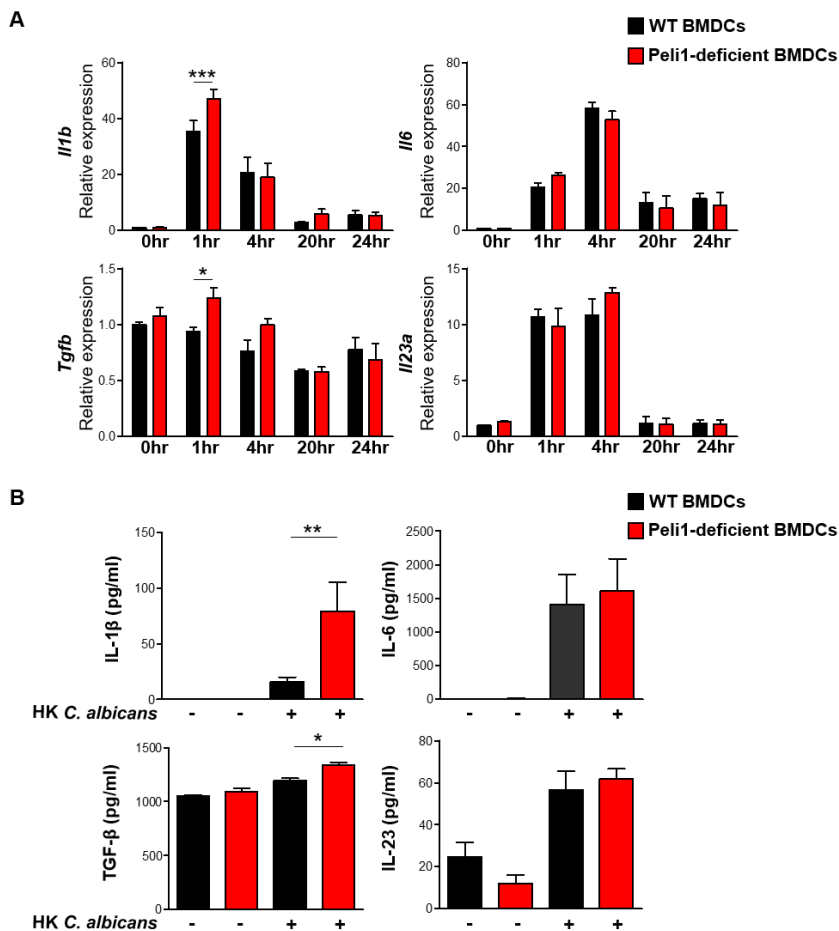 A
WT BMDCs
Peli1-deficient BMDCs
Il1b
Relative expression
60
40
20
0
***
0hr 1hr 4hr 20hr 24hr
Il6
Relative expression
80
60
40
20
0
0hr 1hr 4hr 20hr 24hr
Tgfb
Relative expression
1.5
1.0
0.5
0.0
*
0hr 1hr 4hr 20hr 24hr
Il23a
Relative expression
15
10
5
0
0hr 1hr 4hr 20hr 24hr
B
WT BMDCs
Peli1-deficient BMDCs
IL-1β (pg/ml)
150
100
50
0
**
HK C. albicans - - + +
IL-6 (pg/ml)
2500
2000
1500
1000
500
0
- - + +
TGF-β (pg/ml)
1500
1000
500
0
*
HK C. albicans - - + +
IL-23 (pg/ml)
80
60
40
20
0
- - + +